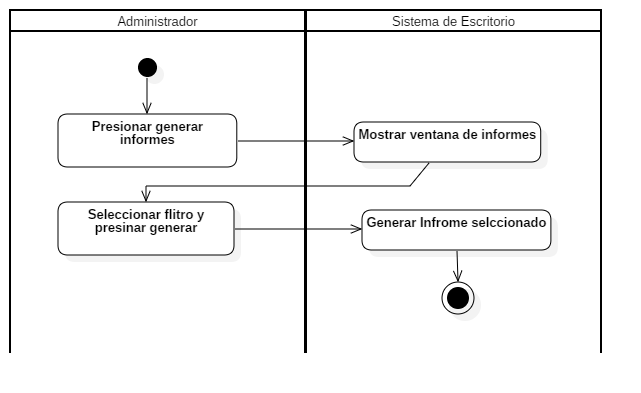 Administrador
Sistema de Escritorio
Presionar generar
informes
Mostrar ventana de informes
Seleccionar flitro y
presinar generar
Generar Infrome selccionado